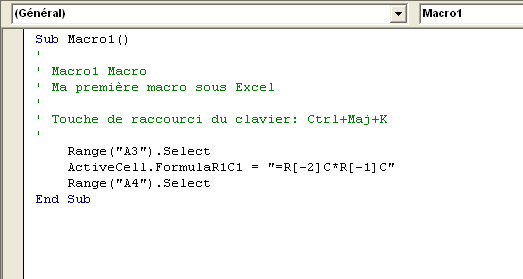 (Général)
Macro1
Sub Macro1()
'
' Macro1 Macro
' Ma première macro sous Excel
'
' Touche de raccourci du clavier: Ctrl+Maj+K
'
Range("A3").Select
ActiveCell.FormulaR1C1 = "=R[-2]C*R[-1]C"
Range("A4").Select
End Sub